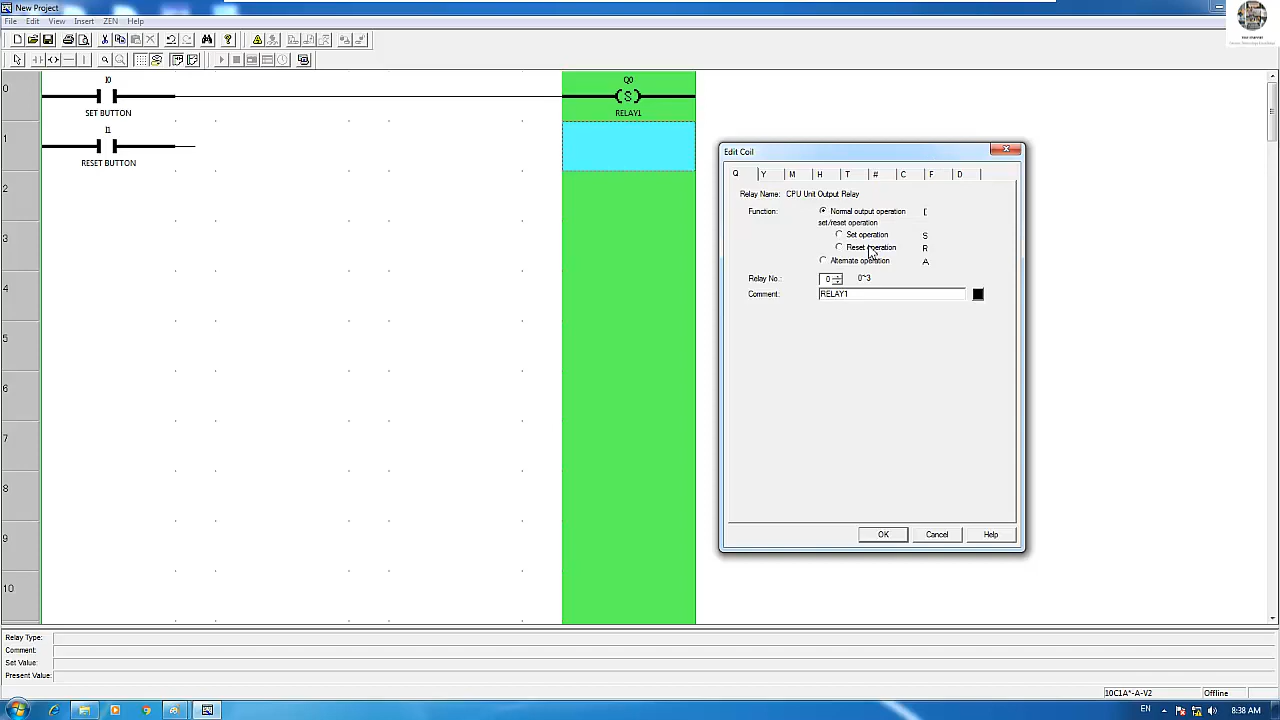 New Project
File Edit View Insert ZEN Help
0
I0
SET BUTTON
Q0
S
RELAY1
1
I1
RESET BUTTON
2
3
4
5
6
7
8
9
10
Edit Coil
Q Y M H T # C F D
Relay Name: CPU Unit Output Relay
Function: Normal output operation [
set/reset operation
Set operation S
Reset operation R
Alternate operation A
Relay No.: 0 0~3
Comment: RELAY1
OK Cancel Help
Relay Type:
Comment:
Set Value:
Present Value:
10C1A*-A-V2 Offline
EN 8:38 AM